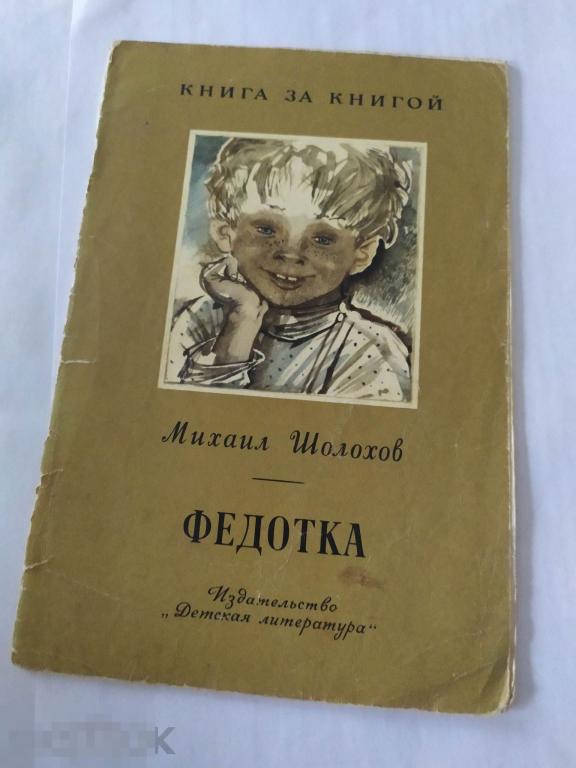 КНИГА ЗА КНИГОЙ
Михаил Шолохов
ФЕДОТКА
Издательство
„Детская литература"